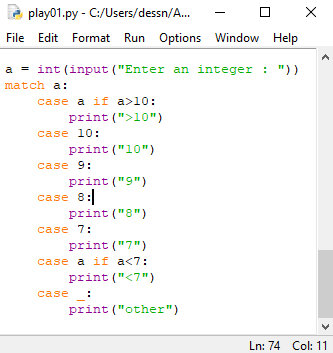 play01.py - C:/Users/dessn/A...
File Edit Format Run Options Window
a = int(input("Enter an integer : "))
match a:
    case a if a>10:
        print(">10")
    case 10:
        print("10")
    case 9:
        print("9")
    case 8:
        print("8")
    case 7:
        print("7")
    case a if a<7:
        print("<7")
    case _:
        print("other")
Ln: 74 Col: 11